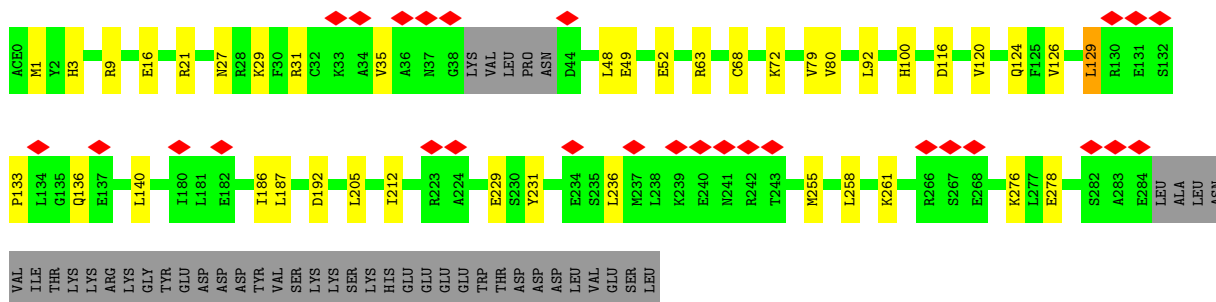 ACE0 M1 Y2 H3 R9 E16 R21 N27 R28 K29 F30 R31 C32 K33 A34 V35 A36 N37 G38 LYS VAL LEU PRO ASN D44 L48 E49 E52 R63 C68 K72 V79 V80 L92 H100 D116 V120 Q124 F125 V126 L129 R130 E131 S132
P133 L134 G135 Q136 E137 L140 I180 L181 E182 I186 L187 D192 L205 I212 R223 A224 E229 S230 Y231 E234 S235 L236 M237 L238 K239 E240 N241 R242 T243 M255 L258 K261 R266 S267 E268 K276 L277 E278 S282 A283 E284 LEU ALA LEU ASN
VAL ILE THR LYS LYS ARG LYS GLY TYR GLU ASP ASP ASP TYR VAL SER LYS LYS SER LYS HIS GLU GLU GLU GLU TRP THR ASP ASP ASP LEU VAL GLU SER LEU